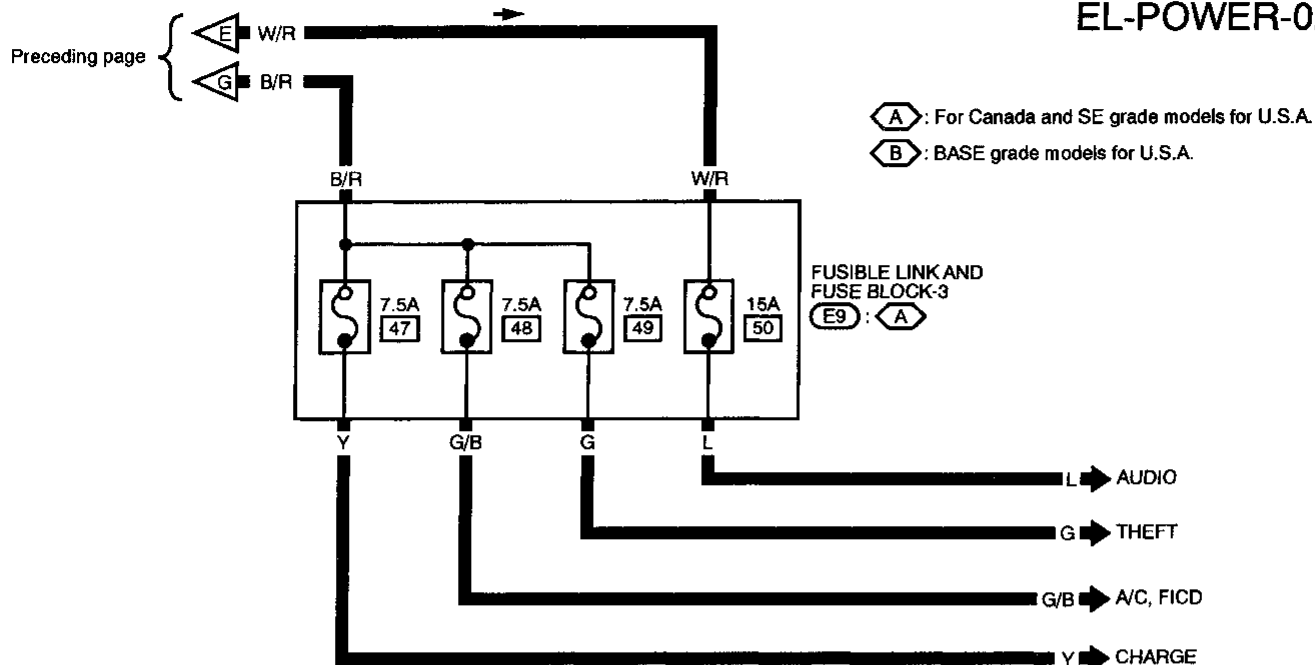 EL-POWER-0
Preceding page
E W/R
G B/R
A : For Canada and SE grade models for U.S.A.
B : BASE grade models for U.S.A.
B/R
W/R
FUSIBLE LINK AND
FUSE BLOCK-3
E9 : A
7.5A
47
7.5A
48
7.5A
49
15A
50
Y
G/B
G
L
L AUDIO
G THEFT
G/B A/C, FICD
Y CHARGE